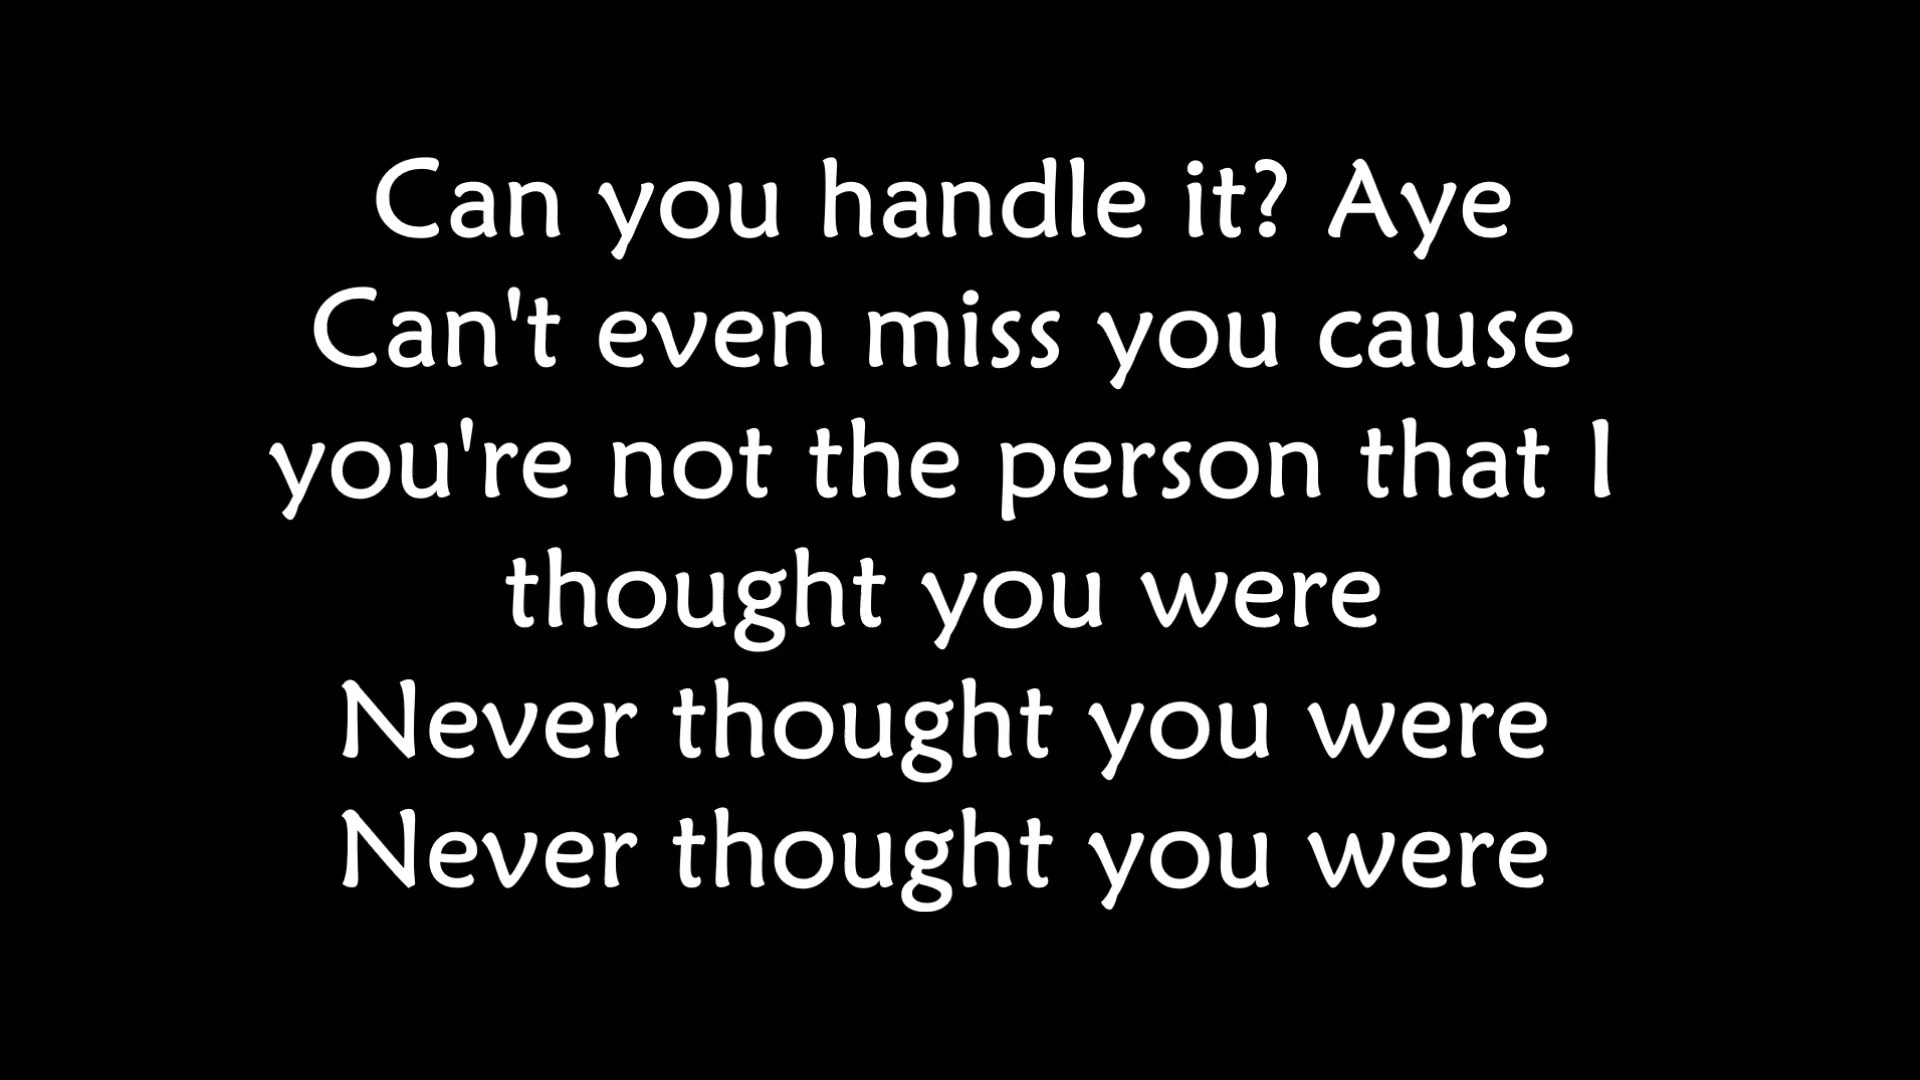 Can you handle it? Aye
Can't even miss you cause
you're not the person that I
thought you were
Never thought you were
Never thought you were